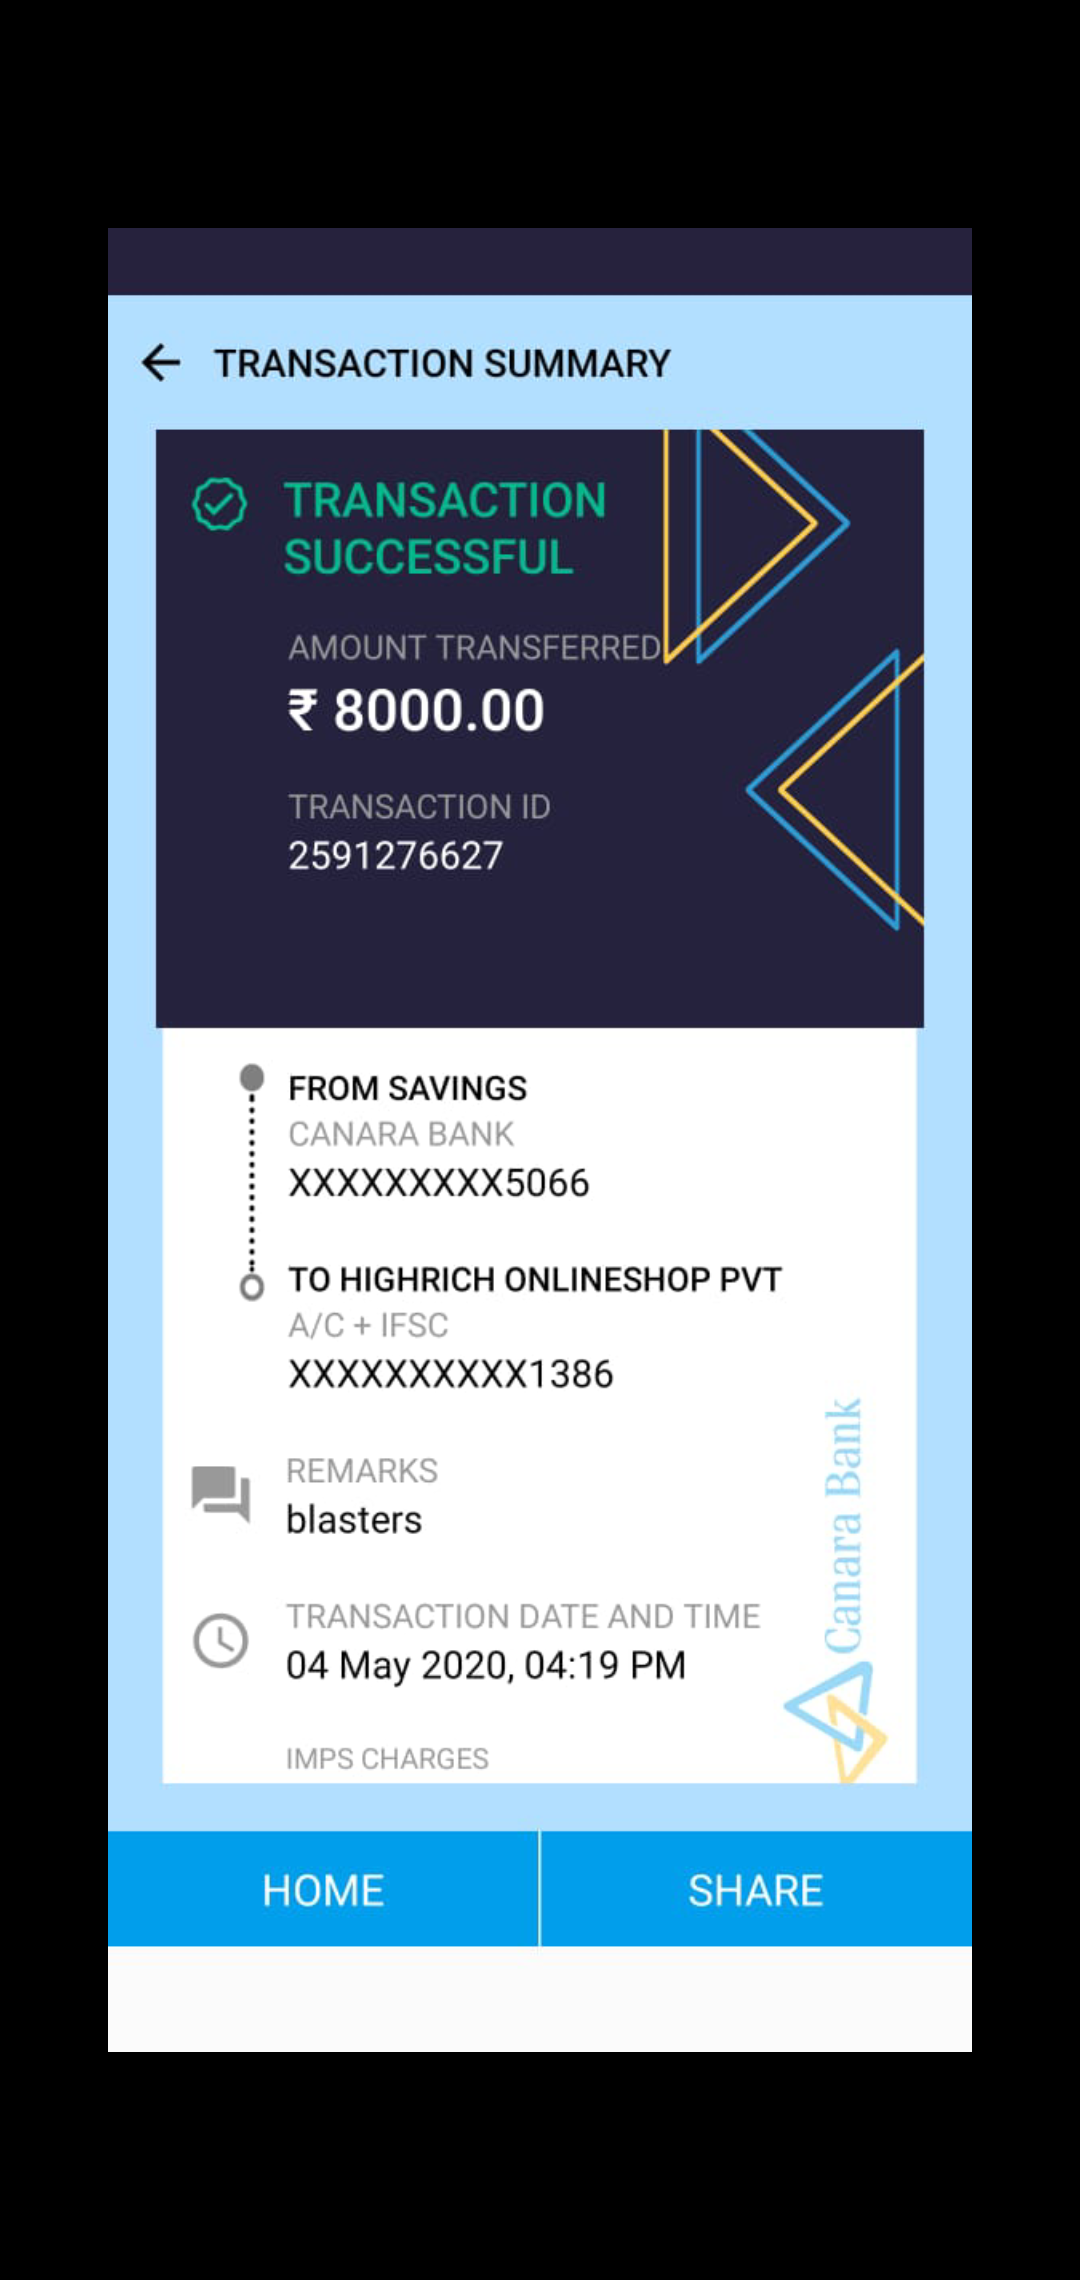 TRANSACTION SUMMARY
TRANSACTION
SUCCESSFUL
AMOUNT TRANSFERRED
₹ 8000.00
TRANSACTION ID
2591276627
FROM SAVINGS
CANARA BANK
XXXXXXXXX5066
TO HIGHRICH ONLINESHOP PVT
A/C + IFSC
XXXXXXXXXX1386
REMARKS
blasters
TRANSACTION DATE AND TIME
04 May 2020, 04:19 PM
IMPS CHARGES
Canara Bank
HOME
SHARE